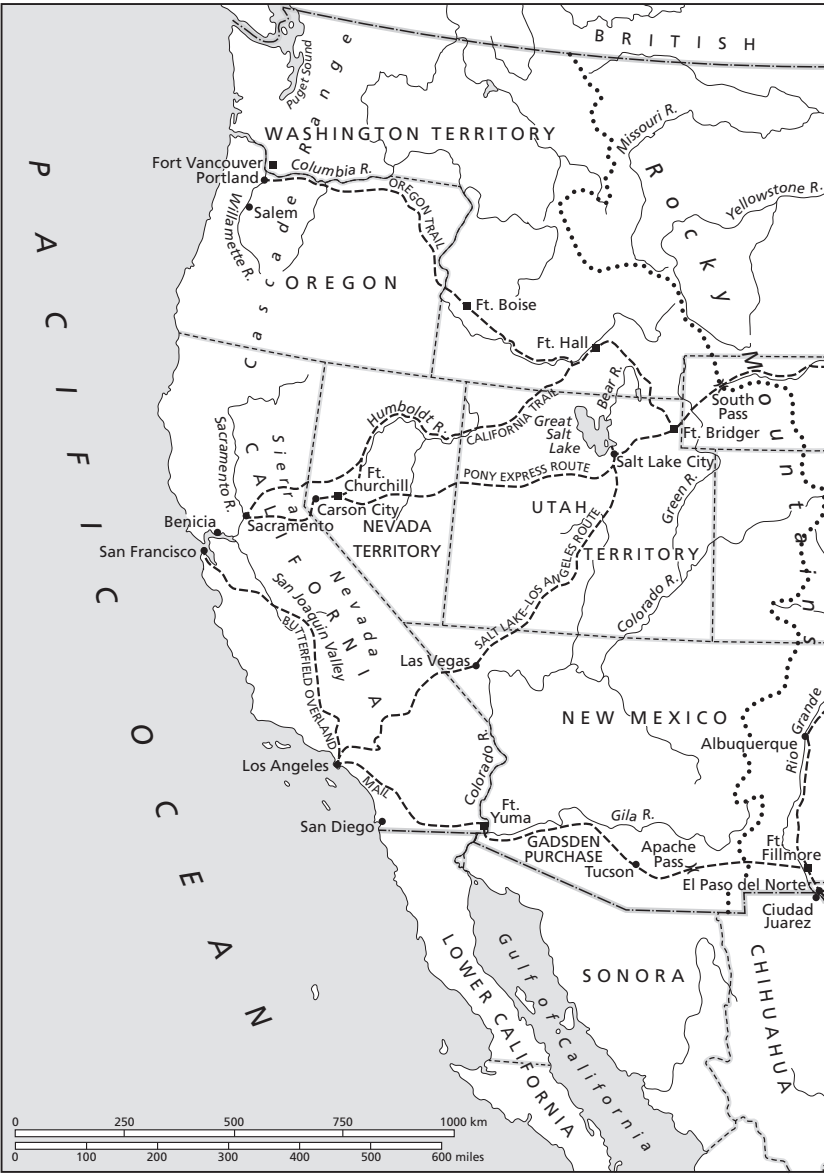 BRITISH
Puget Sound
Cascade Range
WASHINGTON TERRITORY
Missouri R.
Fort Vancouver
Columbia R.
Portland
OREGON TRAIL
Rocky Mountains
Yellowstone R.
Salem
Willamette R.
OREGON
Ft. Boise
Ft. Hall
PACIFIC OCEAN
Bear R.
South
Pass
Humboldt R.
CALIFORNIA TRAIL
Great
Salt
Lake
Ft. Bridger
Sacramento R.
Sierra Nevada
CALIFORNIA
Salt Lake City
Ft.
Churchill
PONY EXPRESS ROUTE
Green R.
Carson City
UTAH
TERRITORY
Benicia
Sacramento
NEVADA
TERRITORY
San Francisco
SALT LAKE–LOS ANGELES ROUTE
Colorado R.
San Joaquin Valley
BUTTERFIELD OVERLAND
MAIL
Las Vegas
NEW MEXICO
Albuquerque
Rio Grande
Colorado R.
Los Angeles
San Diego
Ft.
Yuma
Gila R.
GADSDEN
PURCHASE
Tucson
Apache
Pass
Ft.
Fillmore
El Paso del Norte
Ciudad
Juarez
LOWER CALIFORNIA
Gulf of California
SONORA
CHIHUAHUA
0 250 500 750 1000 km
0 100 200 300 400 500 600 miles